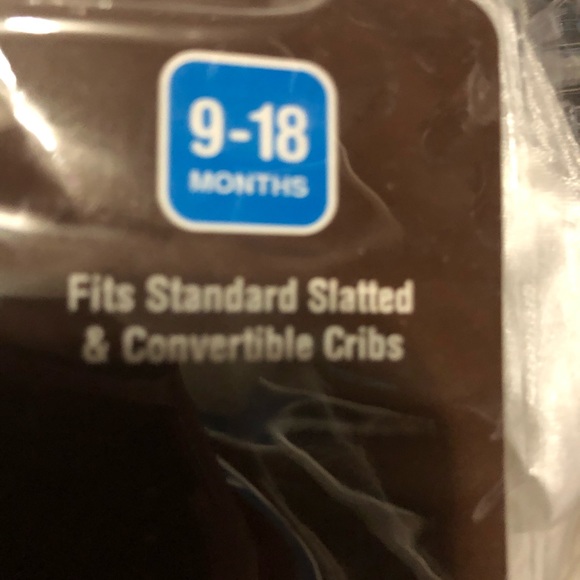 9-18
MONTHS
Fits Standard Slatted
& Convertible Cribs